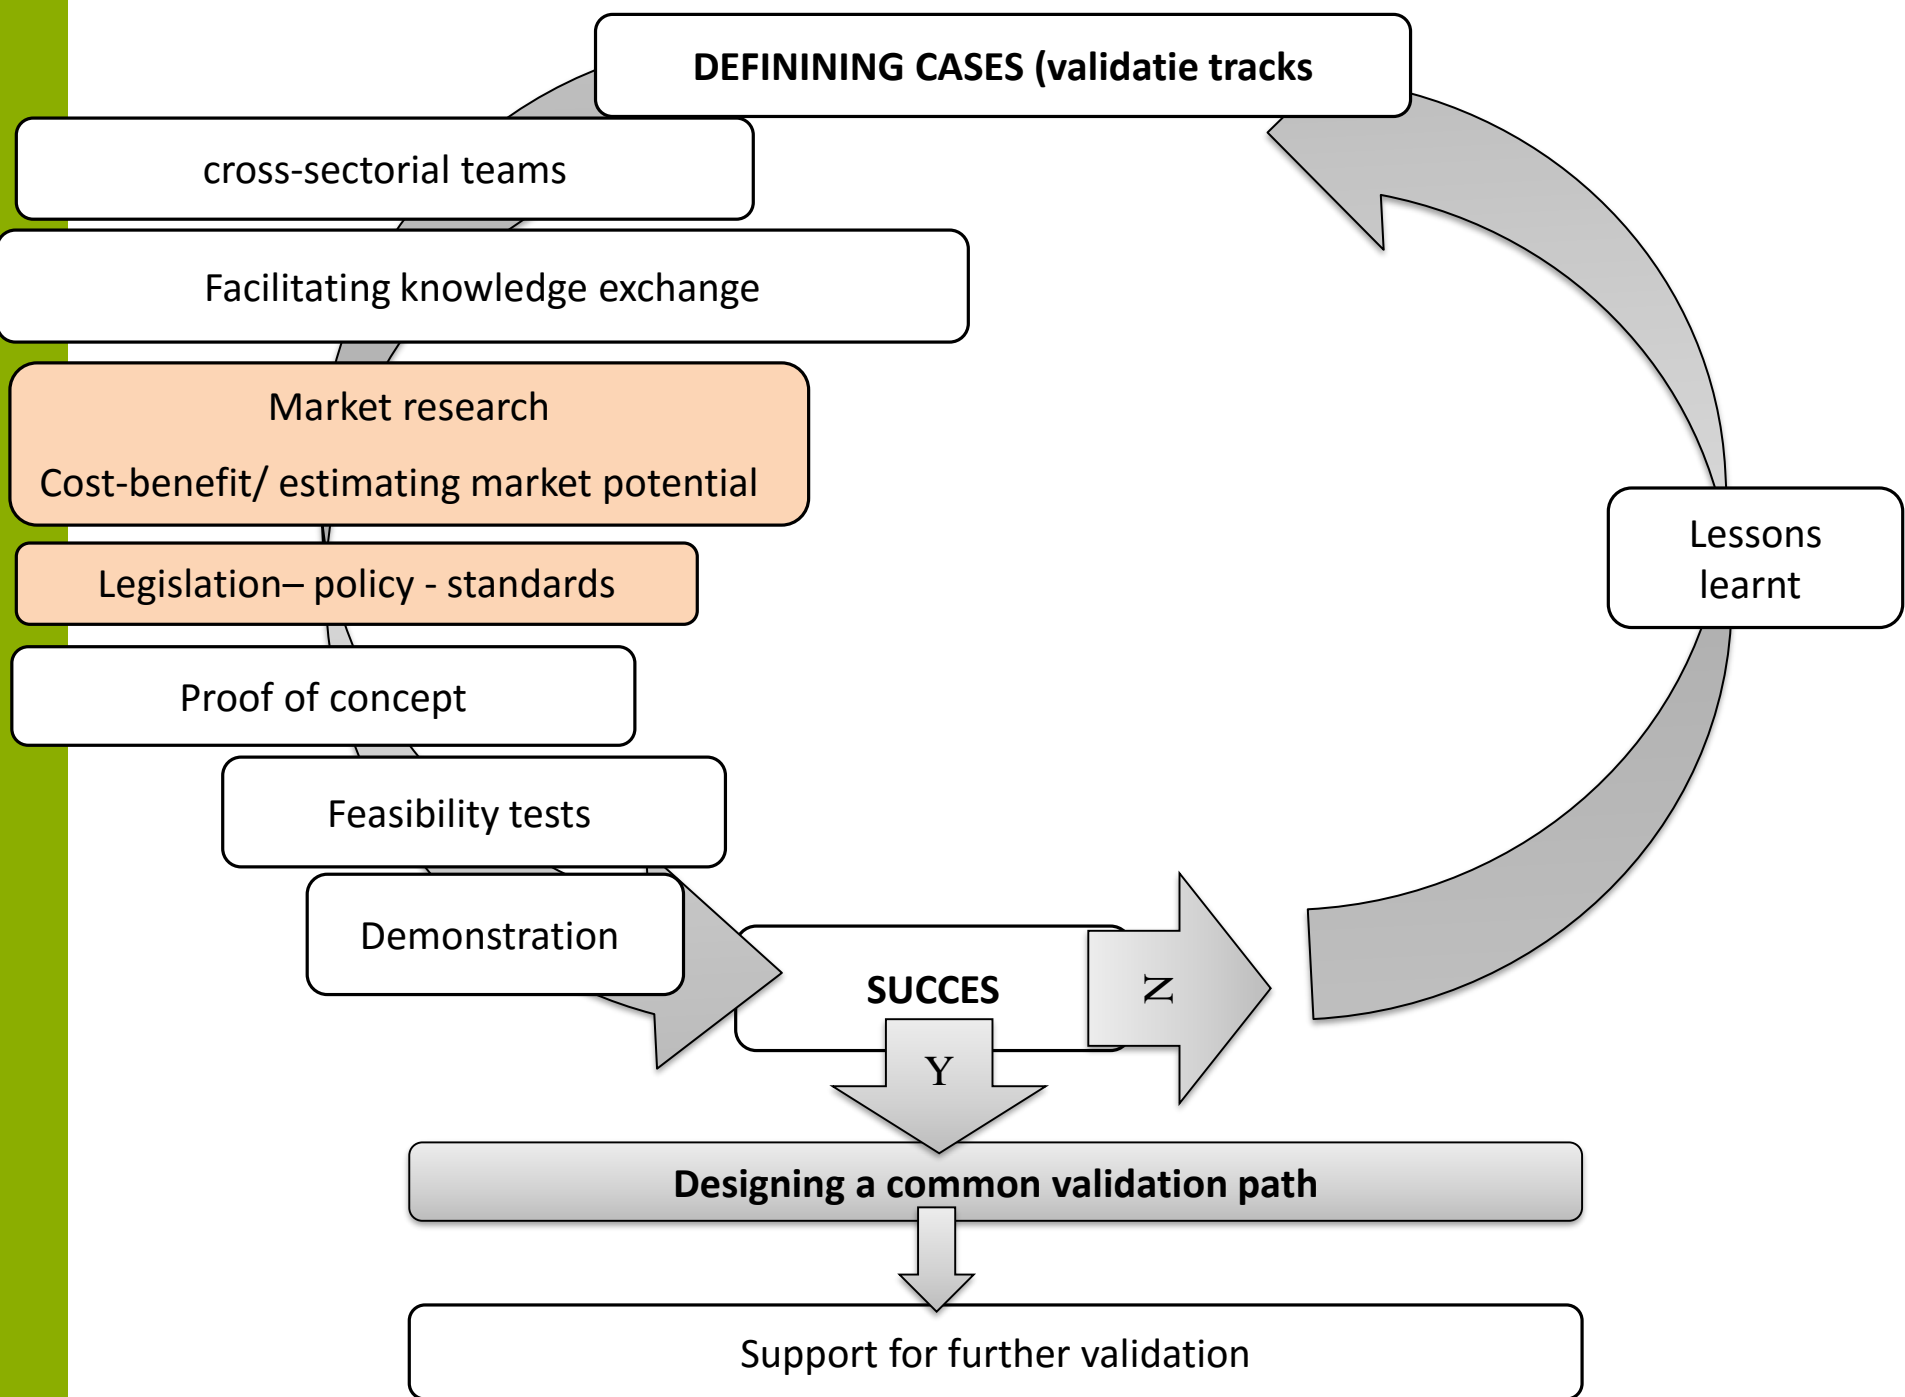 DEFINING CASES (validatie tracks
cross-sectorial teams
Facilitating knowledge exchange
Market research
Cost-benefit/ estimating market potential
Legislation– policy - standards
Lessons
learnt
Proof of concept
Feasibility tests
Demonstration
SUCCES
N
Y
Designing a common validation path
Support for further validation